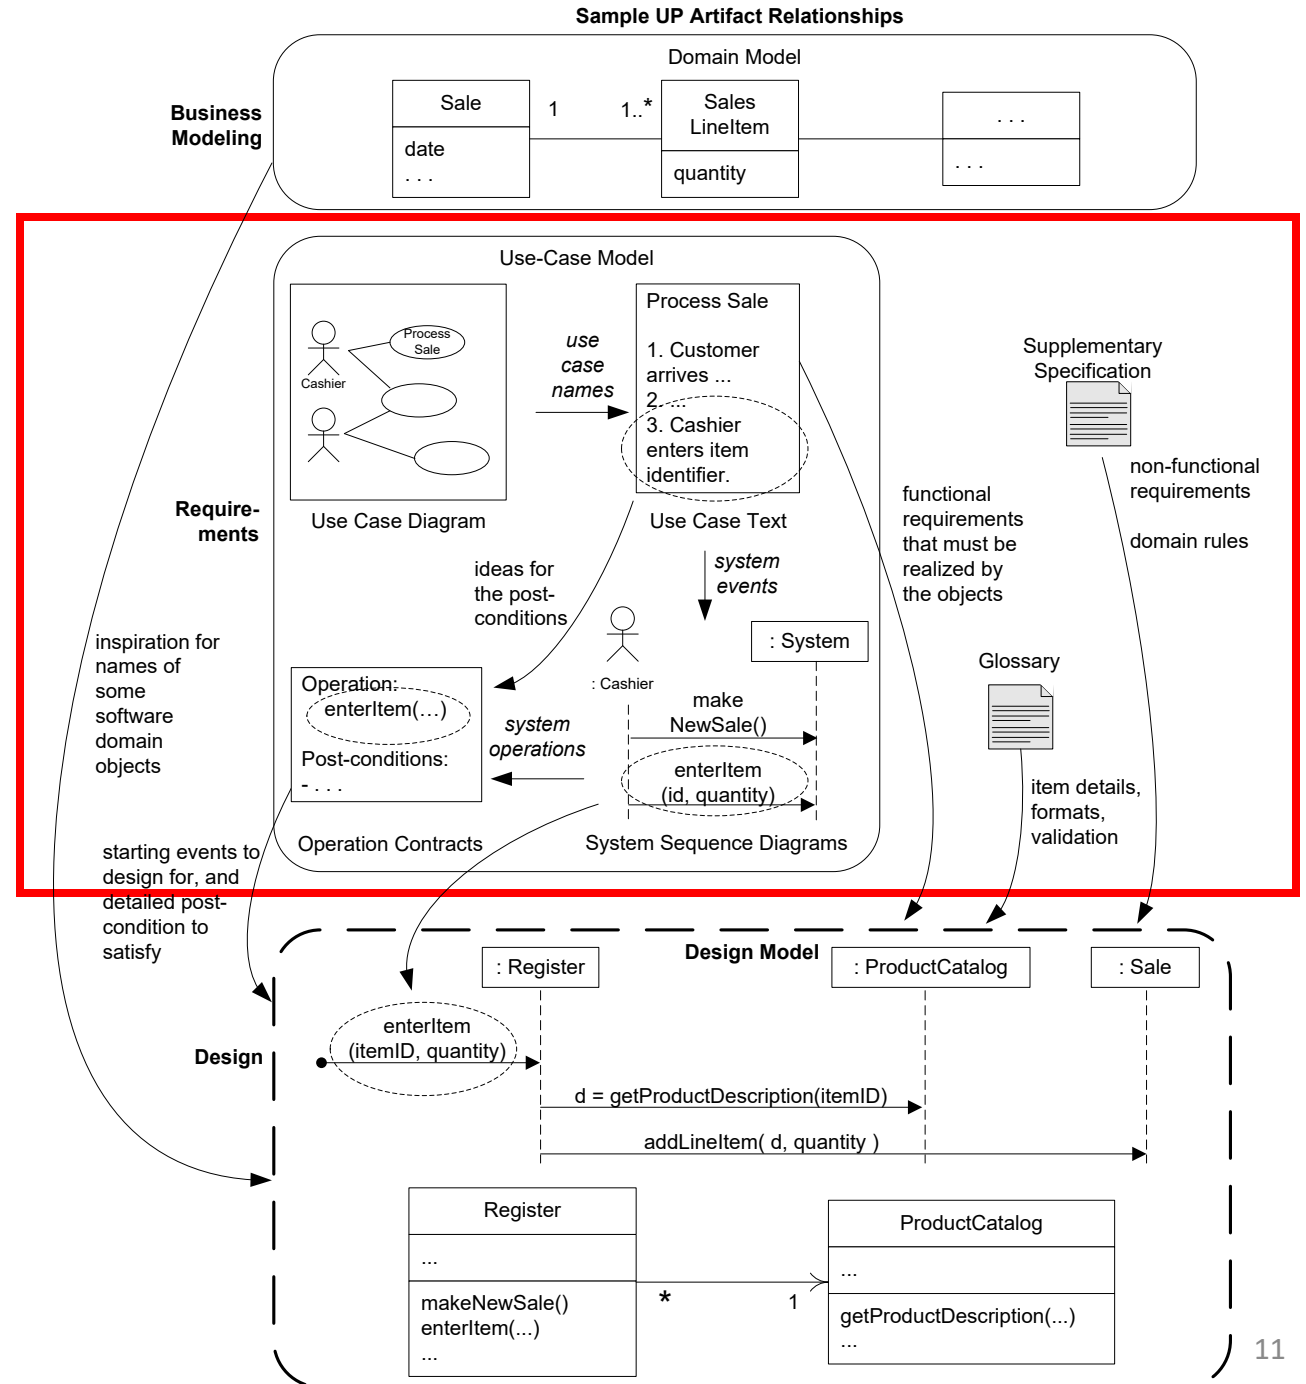 Sample UP Artifact Relationships
Domain Model
Business
Modeling
Sale
date
. . .
1
1..*
Sales
LineItem
quantity
. . .
. . .
Use-Case Model
Cashier
Process
Sale
Use Case Diagram
use
case
names
Process Sale
1. Customer
arrives ...
2. ...
3. Cashier
enters item
identifier.
Use Case Text
Require-
ments
ideas for
the post-
conditions
system
events
functional
requirements
that must be
realized by
the objects
Supplementary
Specification
non-functional
requirements
domain rules
inspiration for
names of
some
software
domain
objects
Operation:
enterItem(…)
Post-conditions:
- . . .
Operation Contracts
system
operations
: Cashier
: System
make
NewSale()
enterItem
(id, quantity)
System Sequence Diagrams
Glossary
item details,
formats,
validation
starting events to
design for, and
detailed post-
condition to
satisfy
Design Model
Design
: Register
: ProductCatalog
: Sale
enterItem
(itemID, quantity)
d = getProductDescription(itemID)
addLineItem( d, quantity )
Register
...
makeNewSale()
enterItem(...)
...
*
1
ProductCatalog
...
getProductDescription(...)
...
11